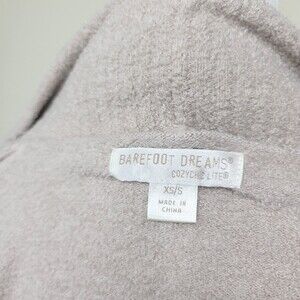 BAREFOOT DREAMS®
COZYCHIC LITE®
XS/S
MADE IN
CHINA